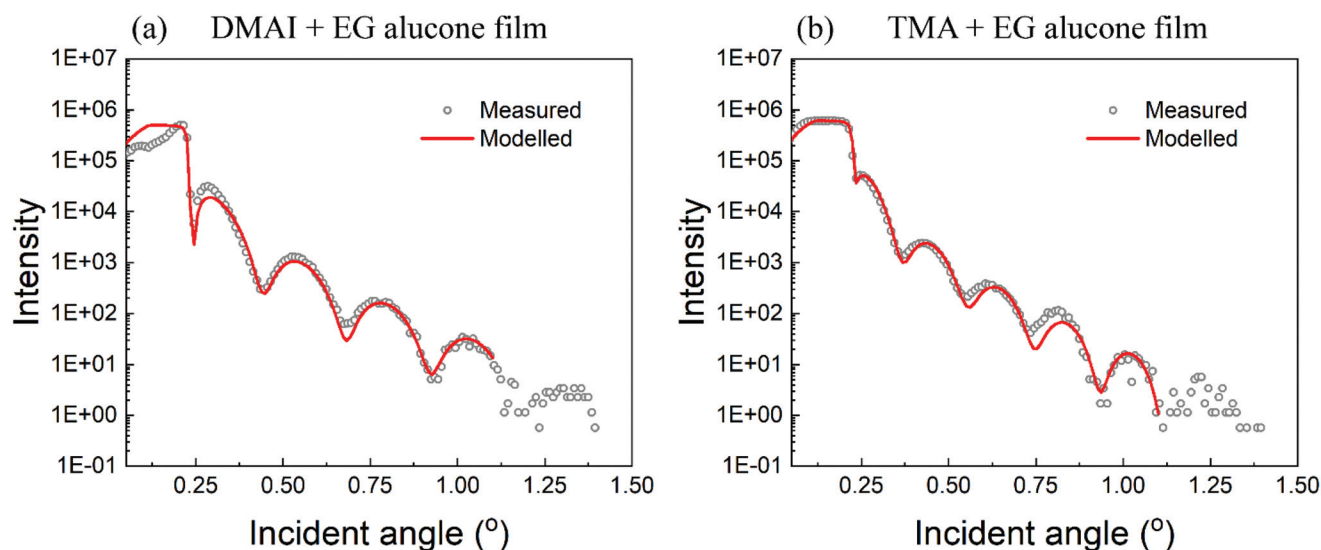 (a) DMAI + EG alucone film
1E+07
1E+06
1E+05
1E+04
1E+03
1E+02
1E+01
1E+00
1E-01
Intensity
Measured
Modelled
0.25 0.50 0.75 1.00 1.25 1.50
Incident angle (º)
(b) TMA + EG alucone film
1E+07
1E+06
1E+05
1E+04
1E+03
1E+02
1E+01
1E+00
1E-01
Intensity
Measured
Modelled
0.25 0.50 0.75 1.00 1.25 1.50
Incident angle (º)